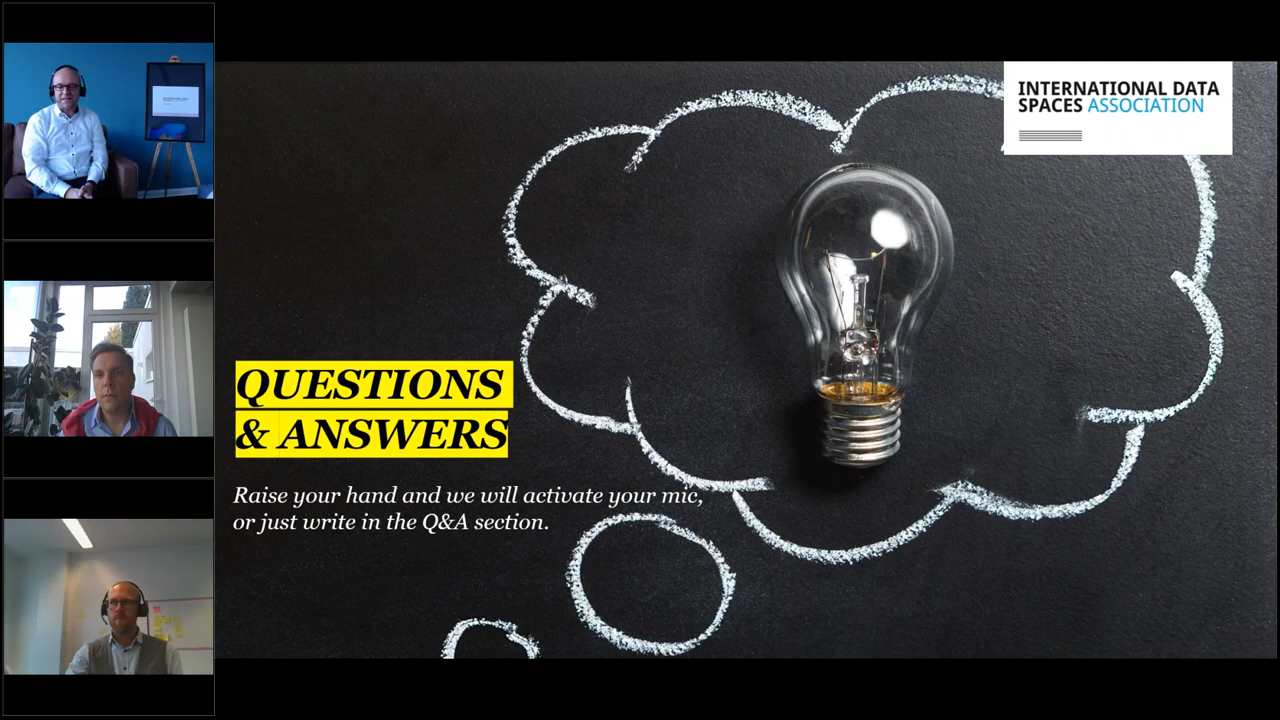 INTERNATIONAL DATA
SPACES ASSOCIATION
QUESTIONS
& ANSWERS
Raise your hand and we will activate your mic,
or just write in the Q&A section.